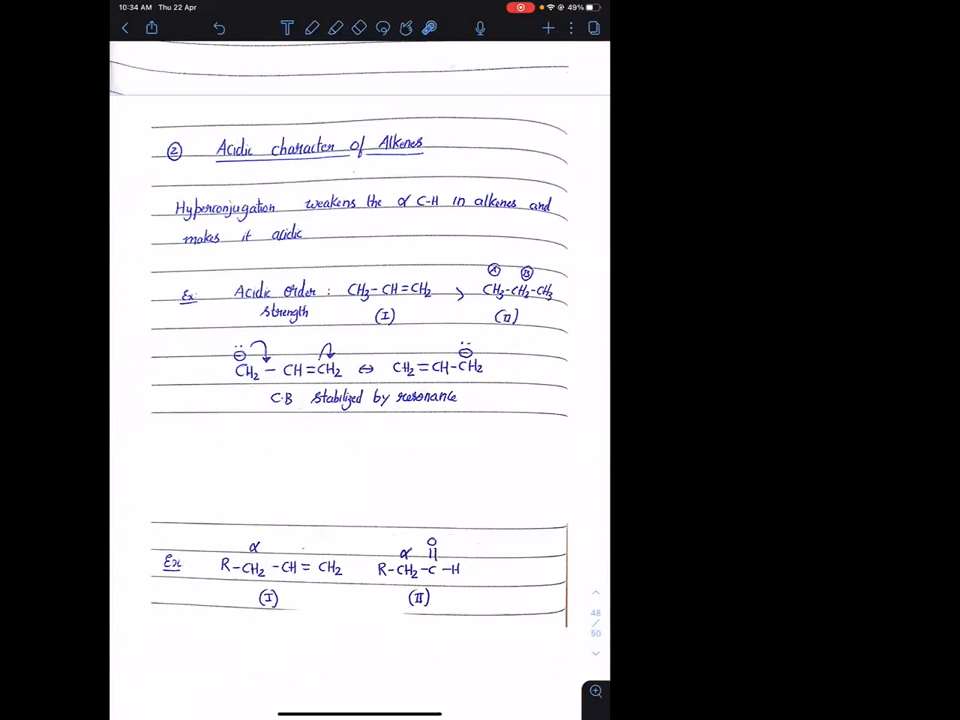 10:34 AM Thu 22 Apr
49%
② Acidic character of Alkenes
Hyperconjugation weakens the α C-H in alkenes and
makes it acidic
Ⓐ Ⓑ
Ex Acidic order : CH₃-CH=CH₂ > CH₃-CH₂-CH₃
strength (I) (II)
⊖ ⊖
CH₂-CH=CH₂ ⇔ CH₂=CH-CH₂
C.B stabilized by resonance
α α O
Ex R-CH₂-CH=CH₂ R-CH₂-C-H
(I) (II)
48
/
50